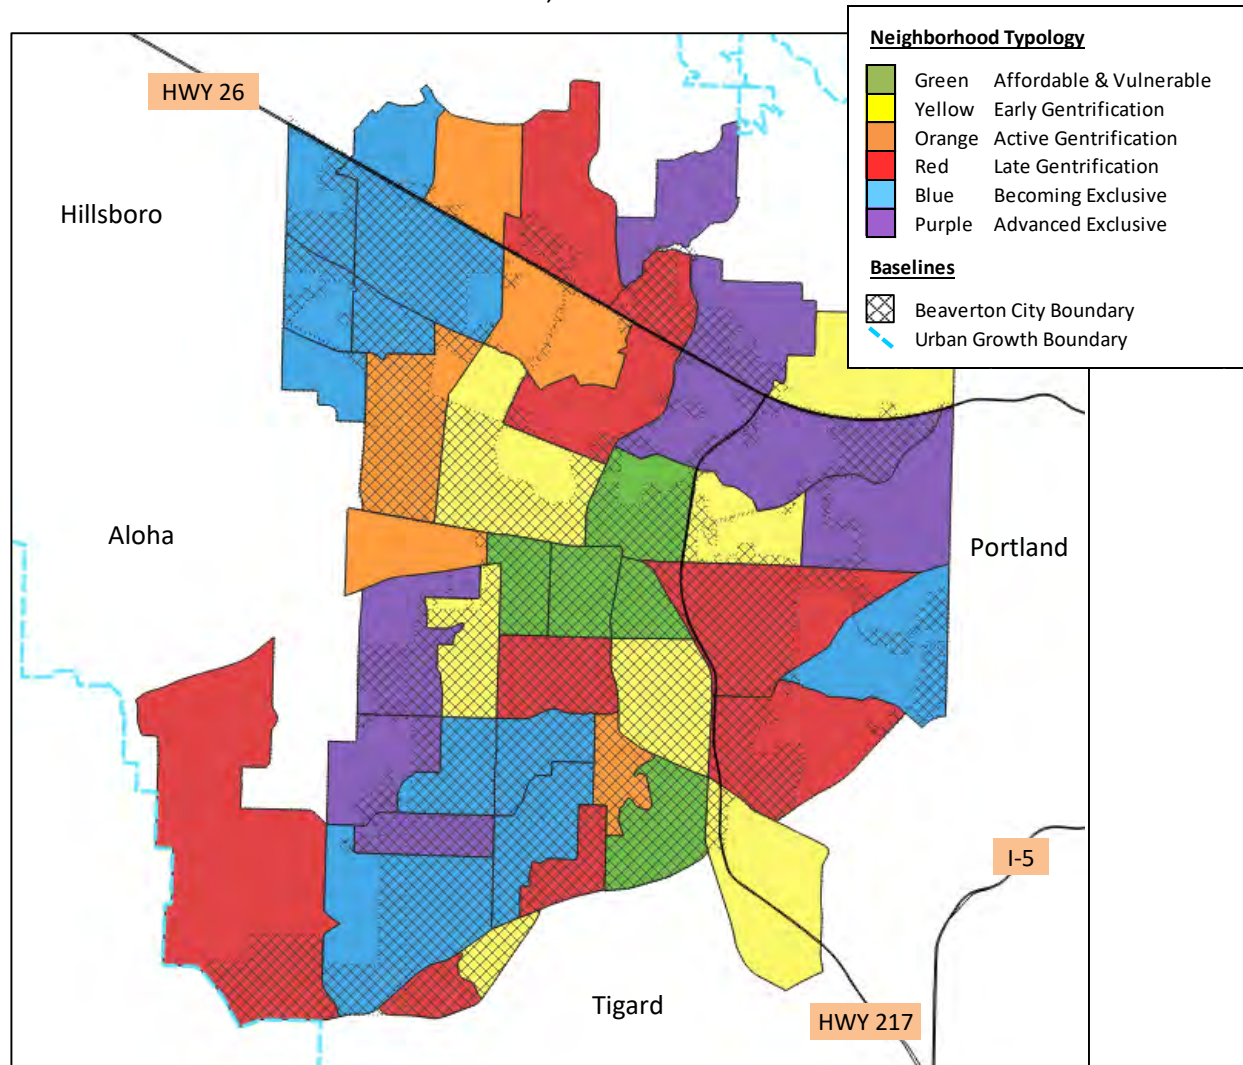 Neighborhood Typology
Green Affordable & Vulnerable
Yellow Early Gentrification
Orange Active Gentrification
Red Late Gentrification
Blue Becoming Exclusive
Purple Advanced Exclusive
Baselines
Beaverton City Boundary
Urban Growth Boundary
HWY 26
Hillsboro
Aloha
Portland
I-5
Tigard
HWY 217